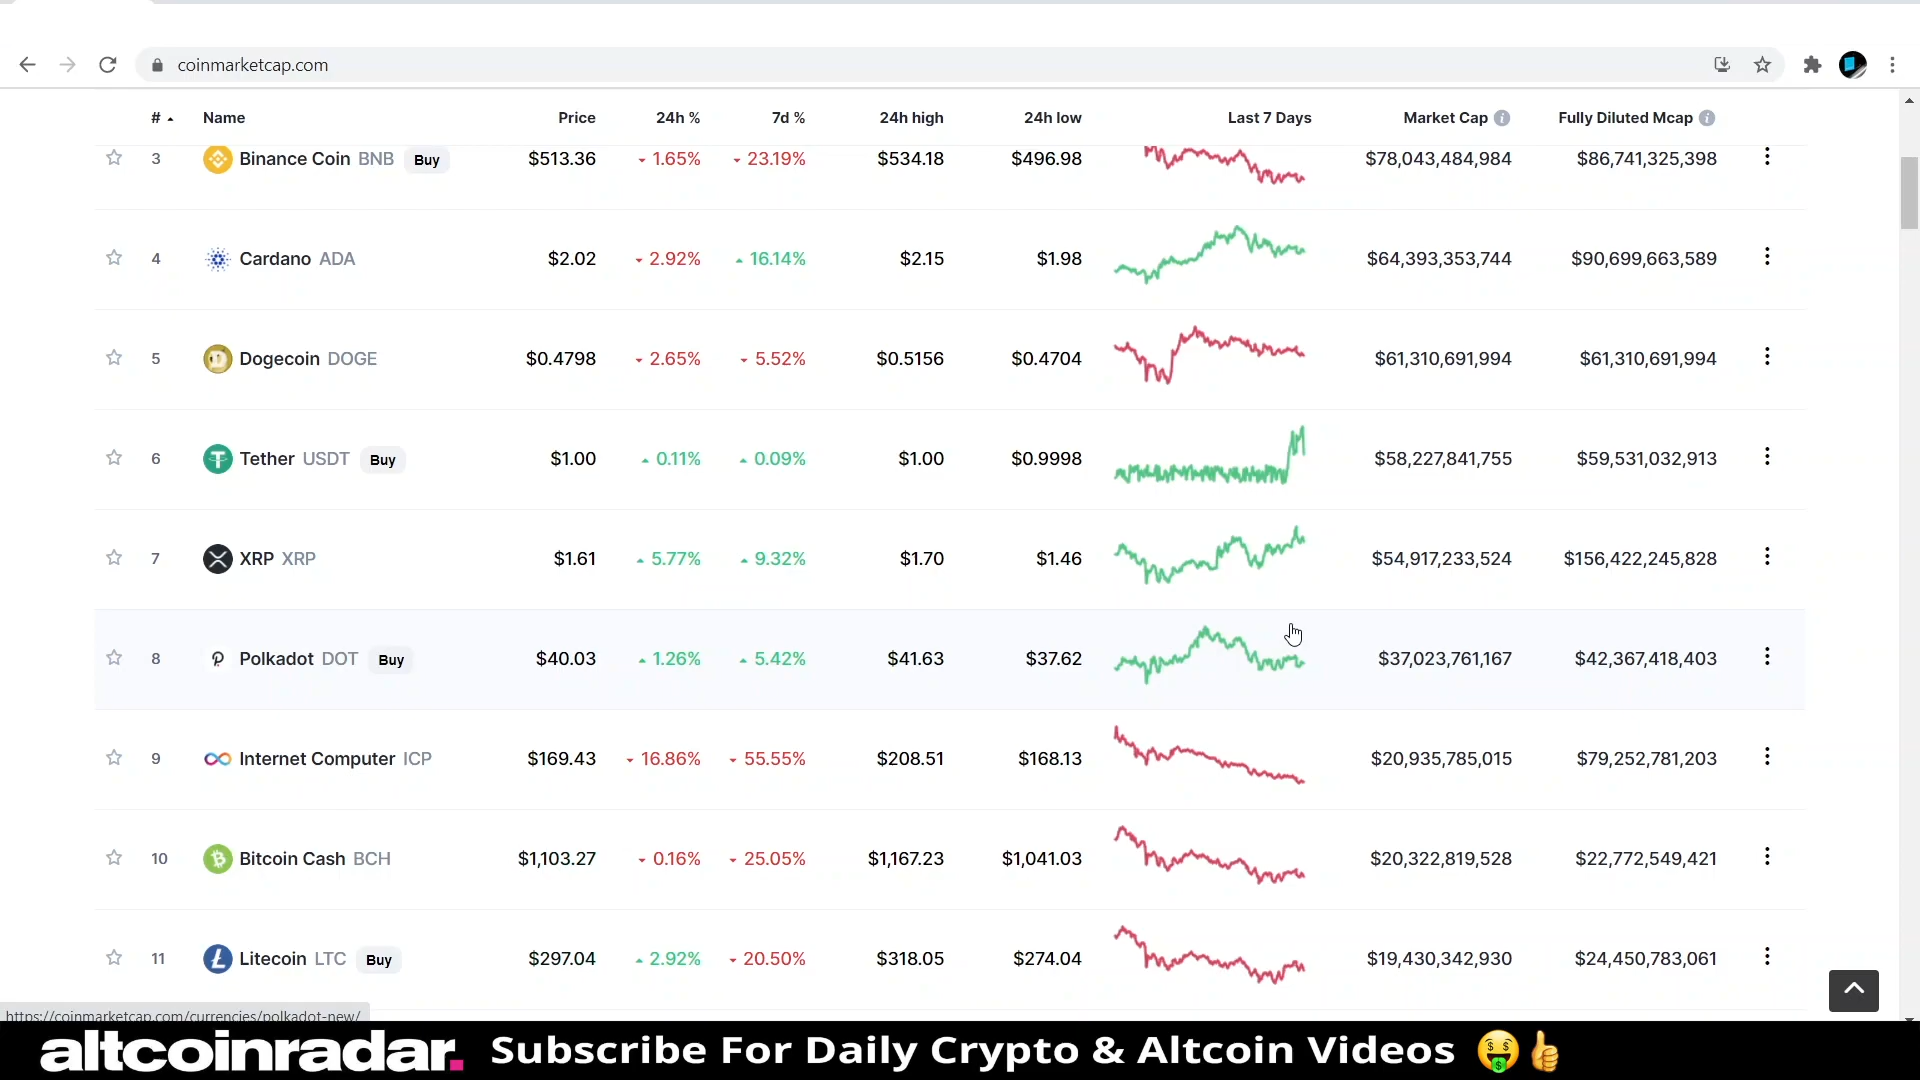 coinmarketcap.com
# Name Price 24h % 7d % 24h high 24h low Last 7 Days Market Cap Fully Diluted Mcap
3 Binance Coin BNB Buy $513.36 1.65% 23.19% $534.18 $496.98 $78,043,484,984 $86,741,325,398
4 Cardano ADA $2.02 2.92% 16.14% $2.15 $1.98 $64,393,353,744 $90,699,663,589
5 Dogecoin DOGE $0.4798 2.65% 5.52% $0.5156 $0.4704 $61,310,691,994 $61,310,691,994
6 Tether USDT Buy $1.00 0.11% 0.09% $1.00 $0.9998 $58,227,841,755 $59,531,032,913
7 XRP XRP $1.61 5.77% 9.32% $1.70 $1.46 $54,917,233,524 $156,422,245,828
8 Polkadot DOT Buy $40.03 1.26% 5.42% $41.63 $37.62 $37,023,761,167 $42,367,418,403
9 Internet Computer ICP $169.43 16.86% 55.55% $208.51 $168.13 $20,935,785,015 $79,252,781,203
10 Bitcoin Cash BCH $1,103.27 0.16% 25.05% $1,167.23 $1,041.03 $20,322,819,528 $22,772,549,421
11 Litecoin LTC Buy $297.04 2.92% 20.50% $318.05 $274.04 $19,430,342,930 $24,450,783,061
https://coinmarketcap.com/currencies/polkadot-new/
altcoinradar. Subscribe For Daily Crypto & Altcoin Videos